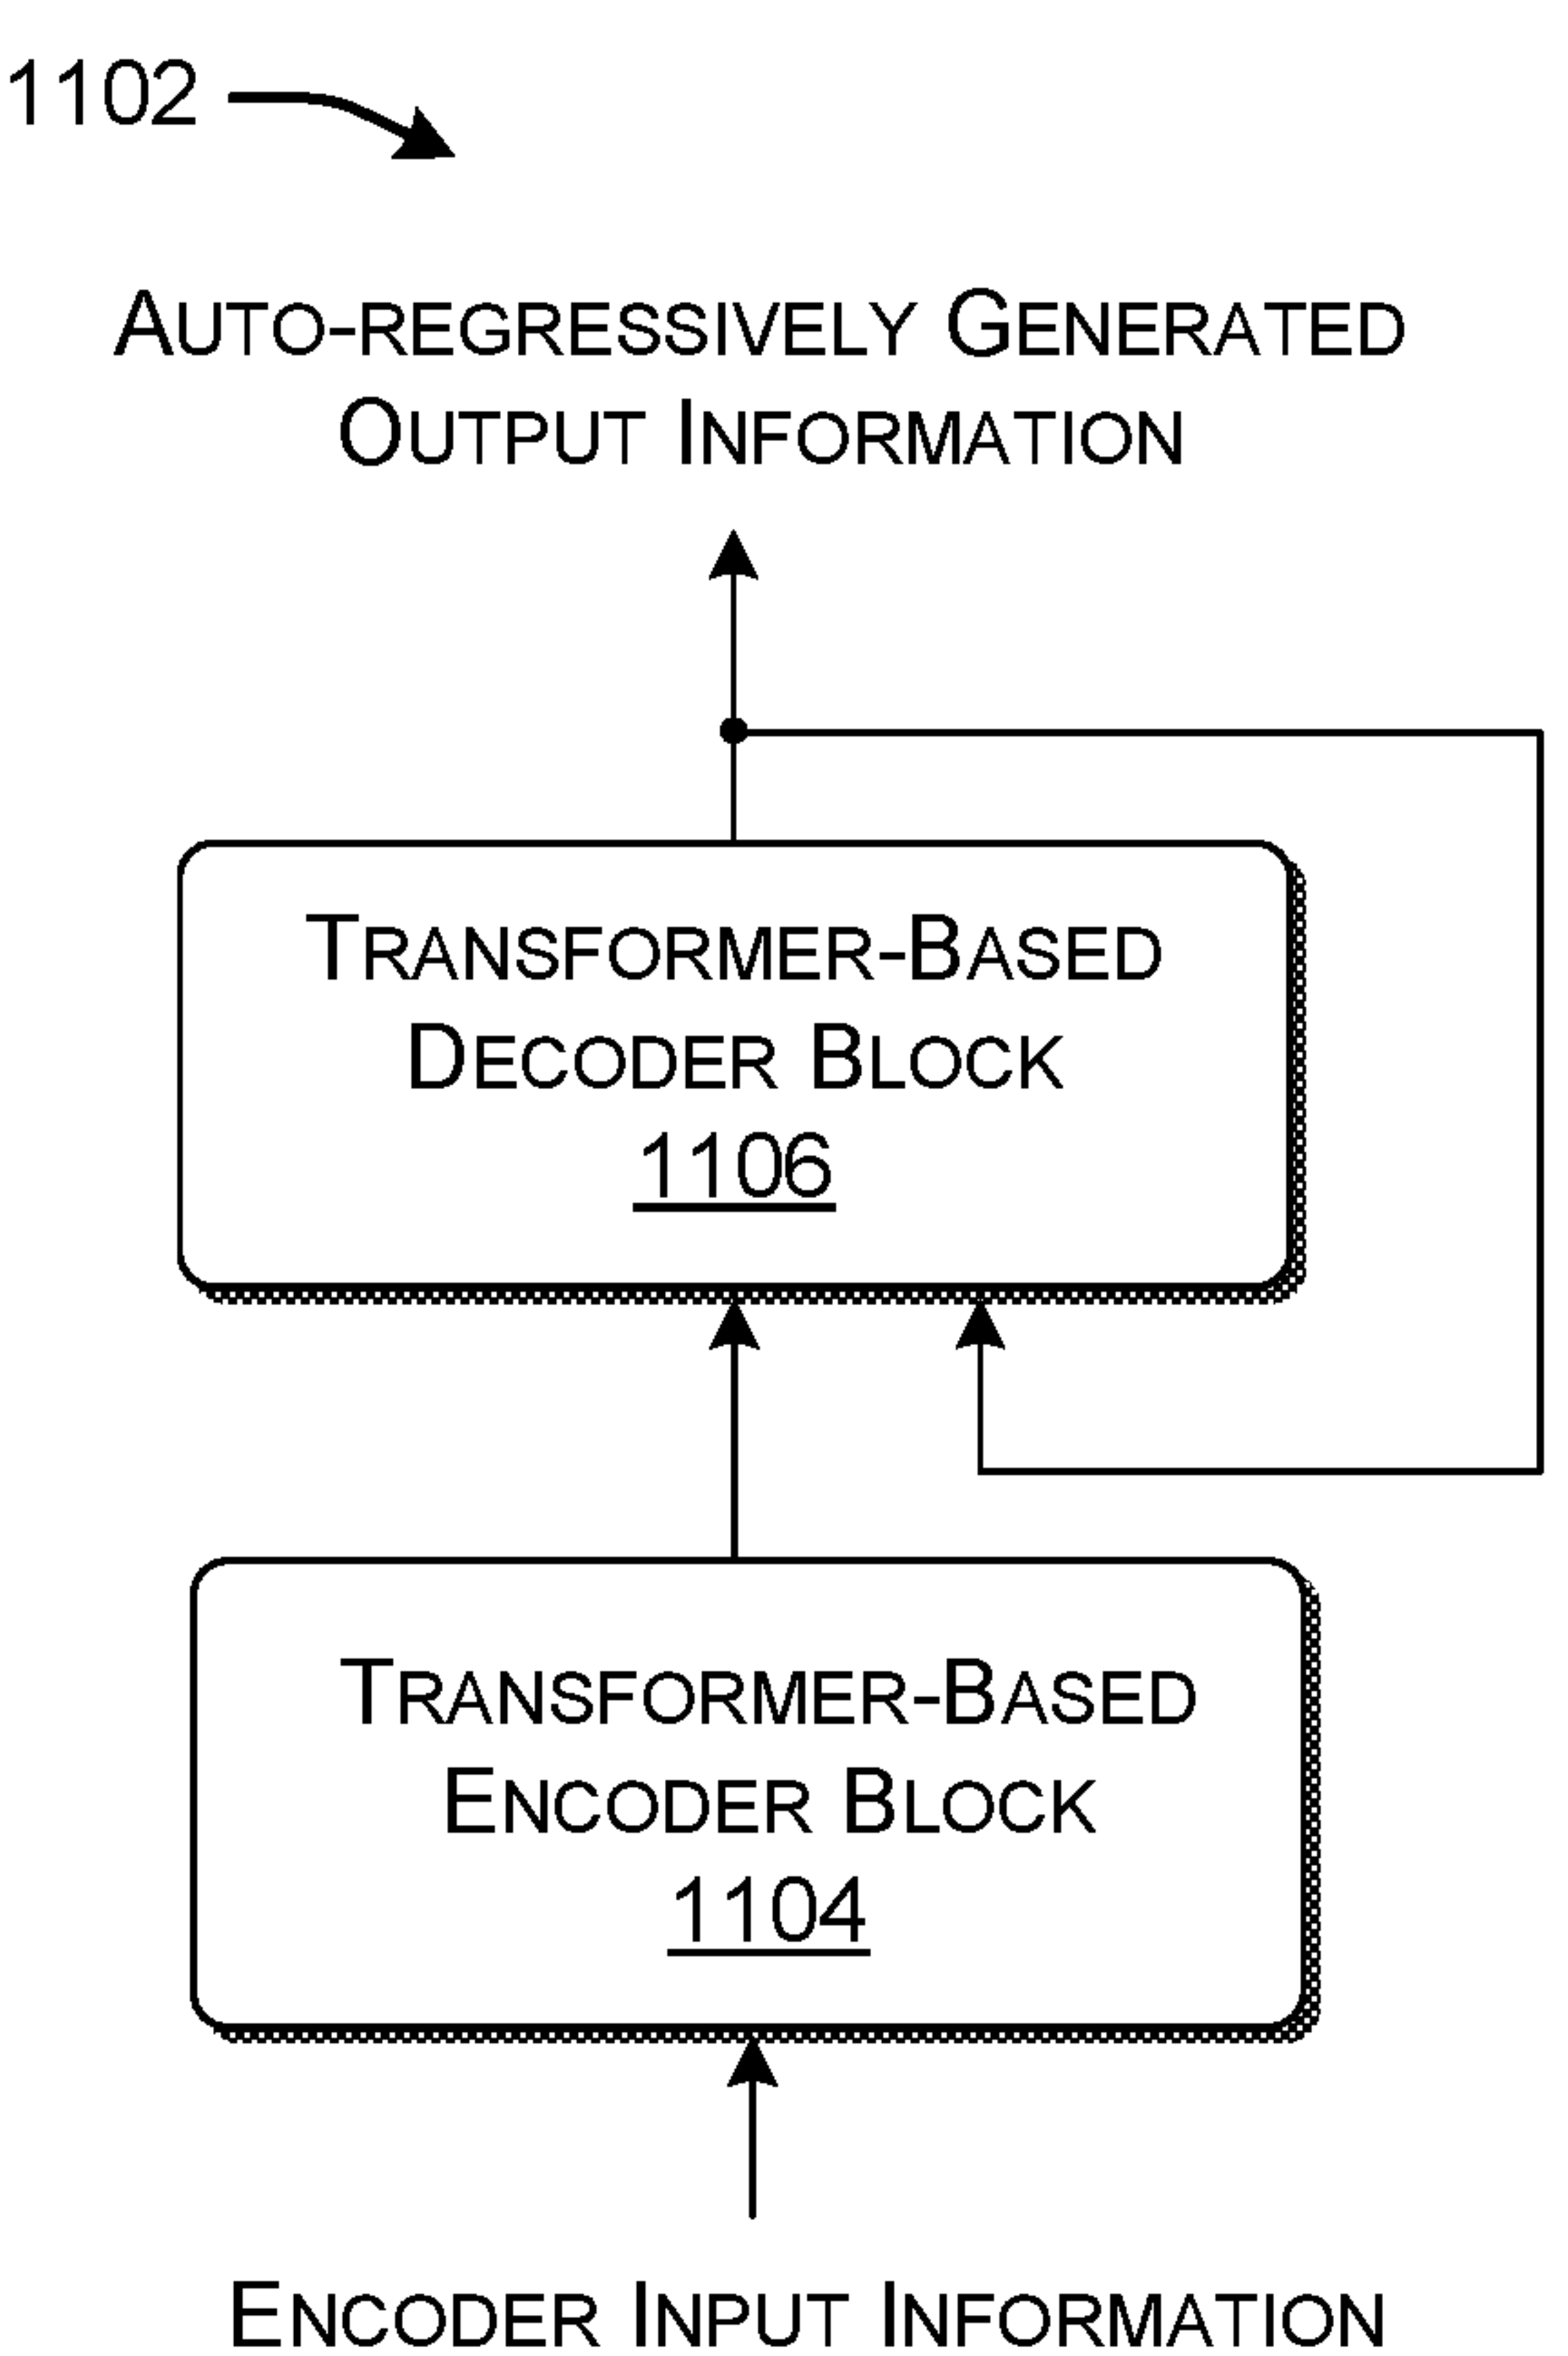 1102
AUTO-REGRESSIVELY GENERATED
OUTPUT INFORMATION
TRANSFORMER-BASED
DECODER BLOCK
1106
TRANSFORMER-BASED
ENCODER BLOCK
1104
ENCODER INPUT INFORMATION